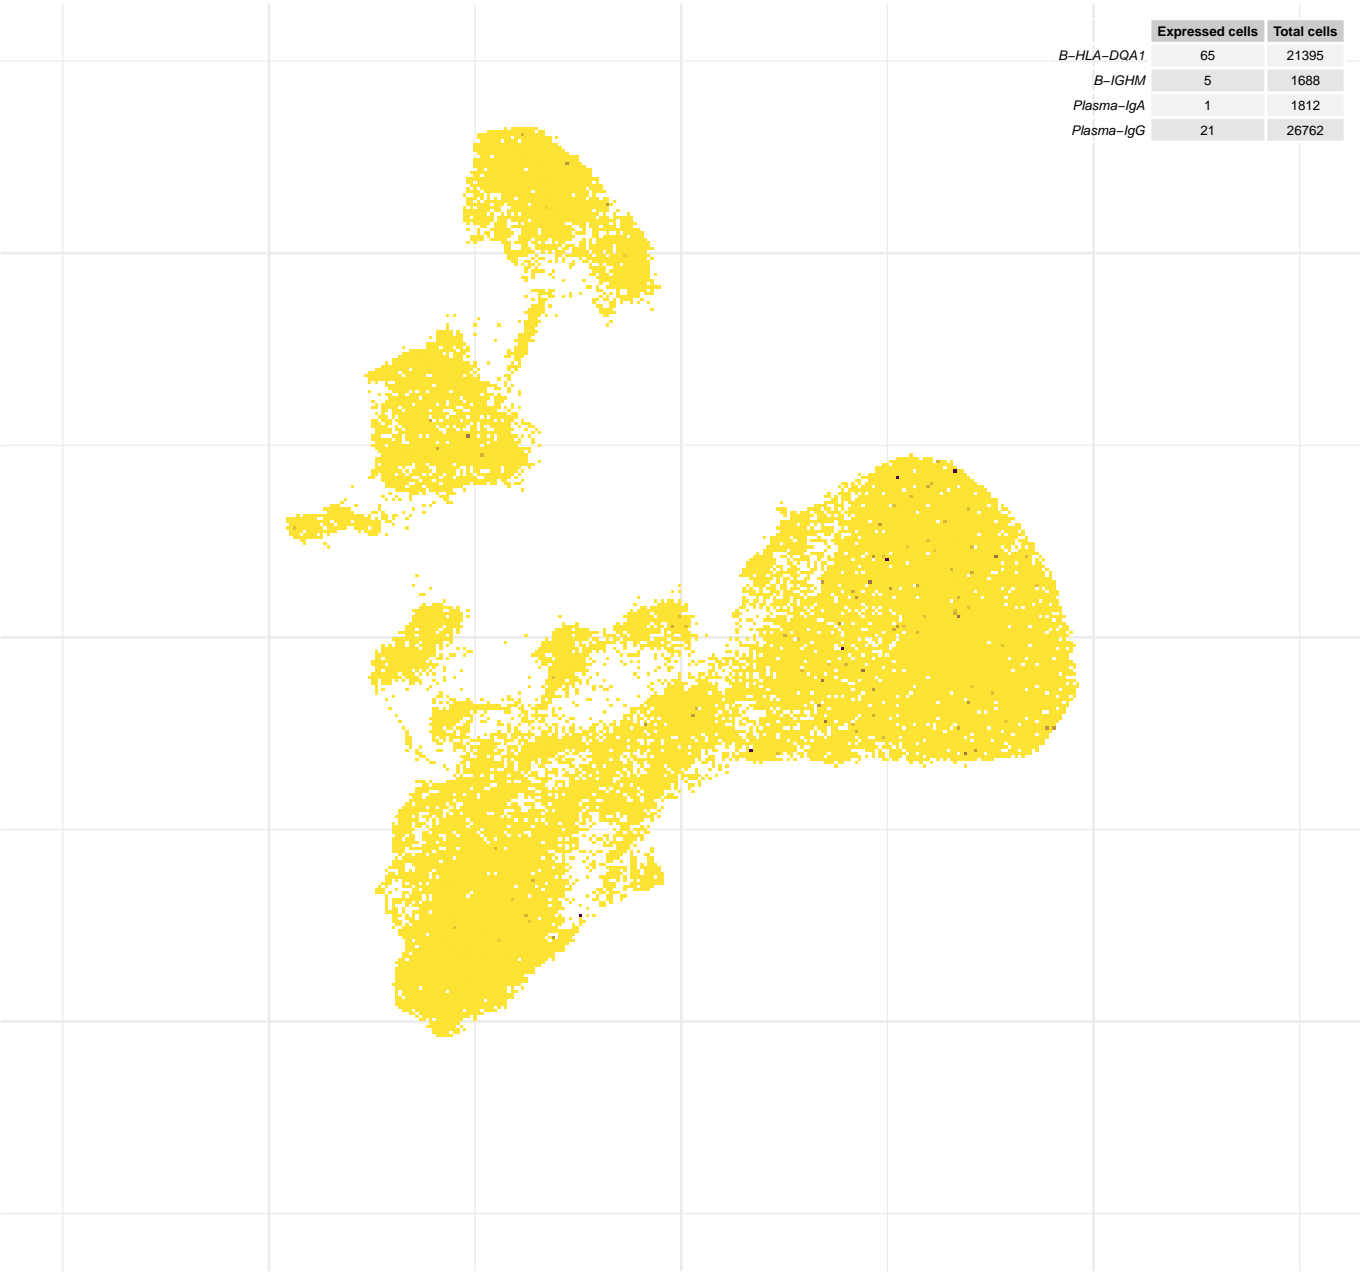 Expressed cells Total cells
B−HLA−DQA1 65 21395
B−IGHM 5 1688
Plasma−IgA 1 1812
Plasma−IgG 21 26762